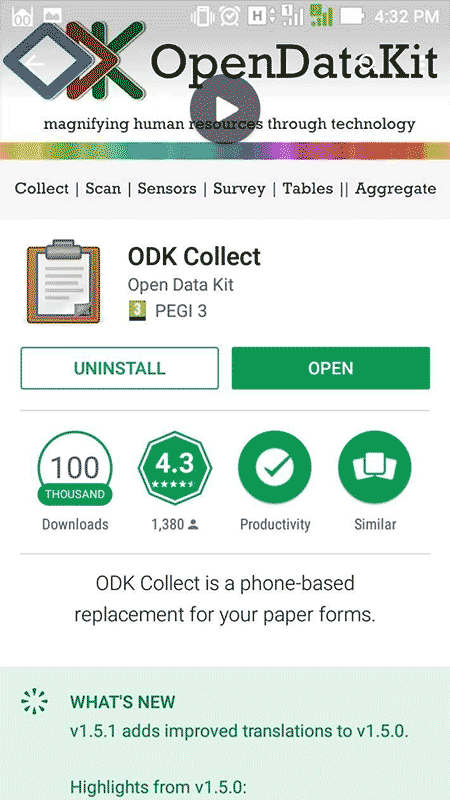 4:32 PM
OpenDataKit
magnifying human resources through technology
Collect | Scan | Sensors | Survey | Tables || Aggregate
ODK Collect
Open Data Kit
3 PEGI 3
UNINSTALL
OPEN
100
THOUSAND
4.3
Downloads
1,380
Productivity
Similar
ODK Collect is a phone-based
replacement for your paper forms.
WHAT'S NEW
v1.5.1 adds improved translations to v1.5.0.
Highlights from v1.5.0: